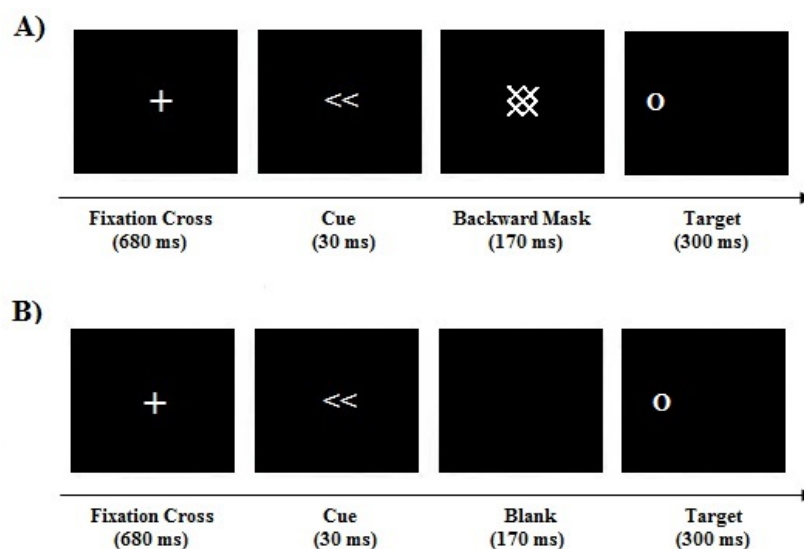 A)
+
<<
O
Fixation Cross
(680 ms)
Cue
(30 ms)
Backward Mask
(170 ms)
Target
(300 ms)
B)
+
<<
O
Fixation Cross
(680 ms)
Cue
(30 ms)
Blank
(170 ms)
Target
(300 ms)